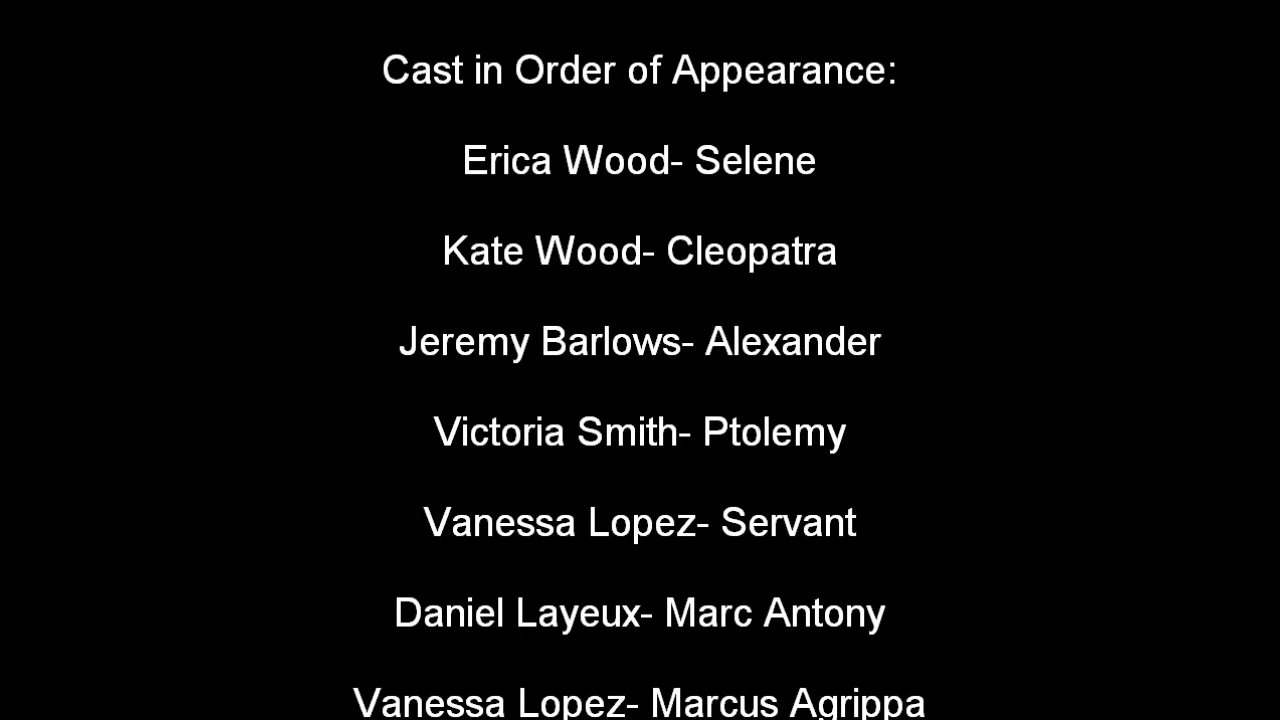 Cast in Order of Appearance:
Erica Wood- Selene
Kate Wood- Cleopatra
Jeremy Barlows- Alexander
Victoria Smith- Ptolemy
Vanessa Lopez- Servant
Daniel Layeux- Marc Antony
Vanessa Lopez- Marcus Agrippa